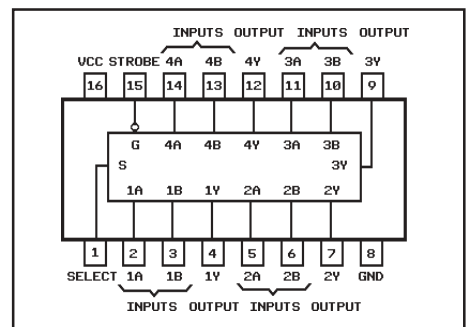 INPUTS OUTPUT INPUTS OUTPUT
VCC STROBE 4A 4B 4Y 3A 3B 3Y
16 15 14 13 12 11 10 9
G 4A 4B 4Y 3A 3B
S 3Y
1A 1B 1Y 2A 2B 2Y
1 2 3 4 5 6 7 8
SELECT 1A 1B 1Y 2A 2B 2Y GND
INPUTS OUTPUT INPUTS OUTPUT